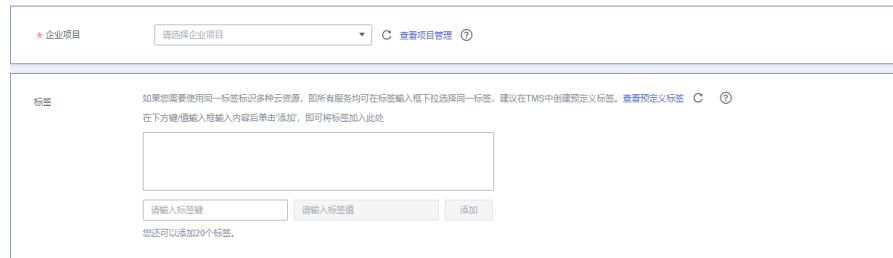 * 企业项目 请选择企业项目 查看项目管理
标签 如果您需要使用同一标签标识多种云资源，即所有服务均可在标签输入框下拉选择同一标签，建议在TMS中创建预定义标签。查看预定义标签
在下方键/值输入框输入内容后单击'添加'，即可将标签加入此处
请输入标签键 请输入标签值 添加
您还可以添加20个标签。